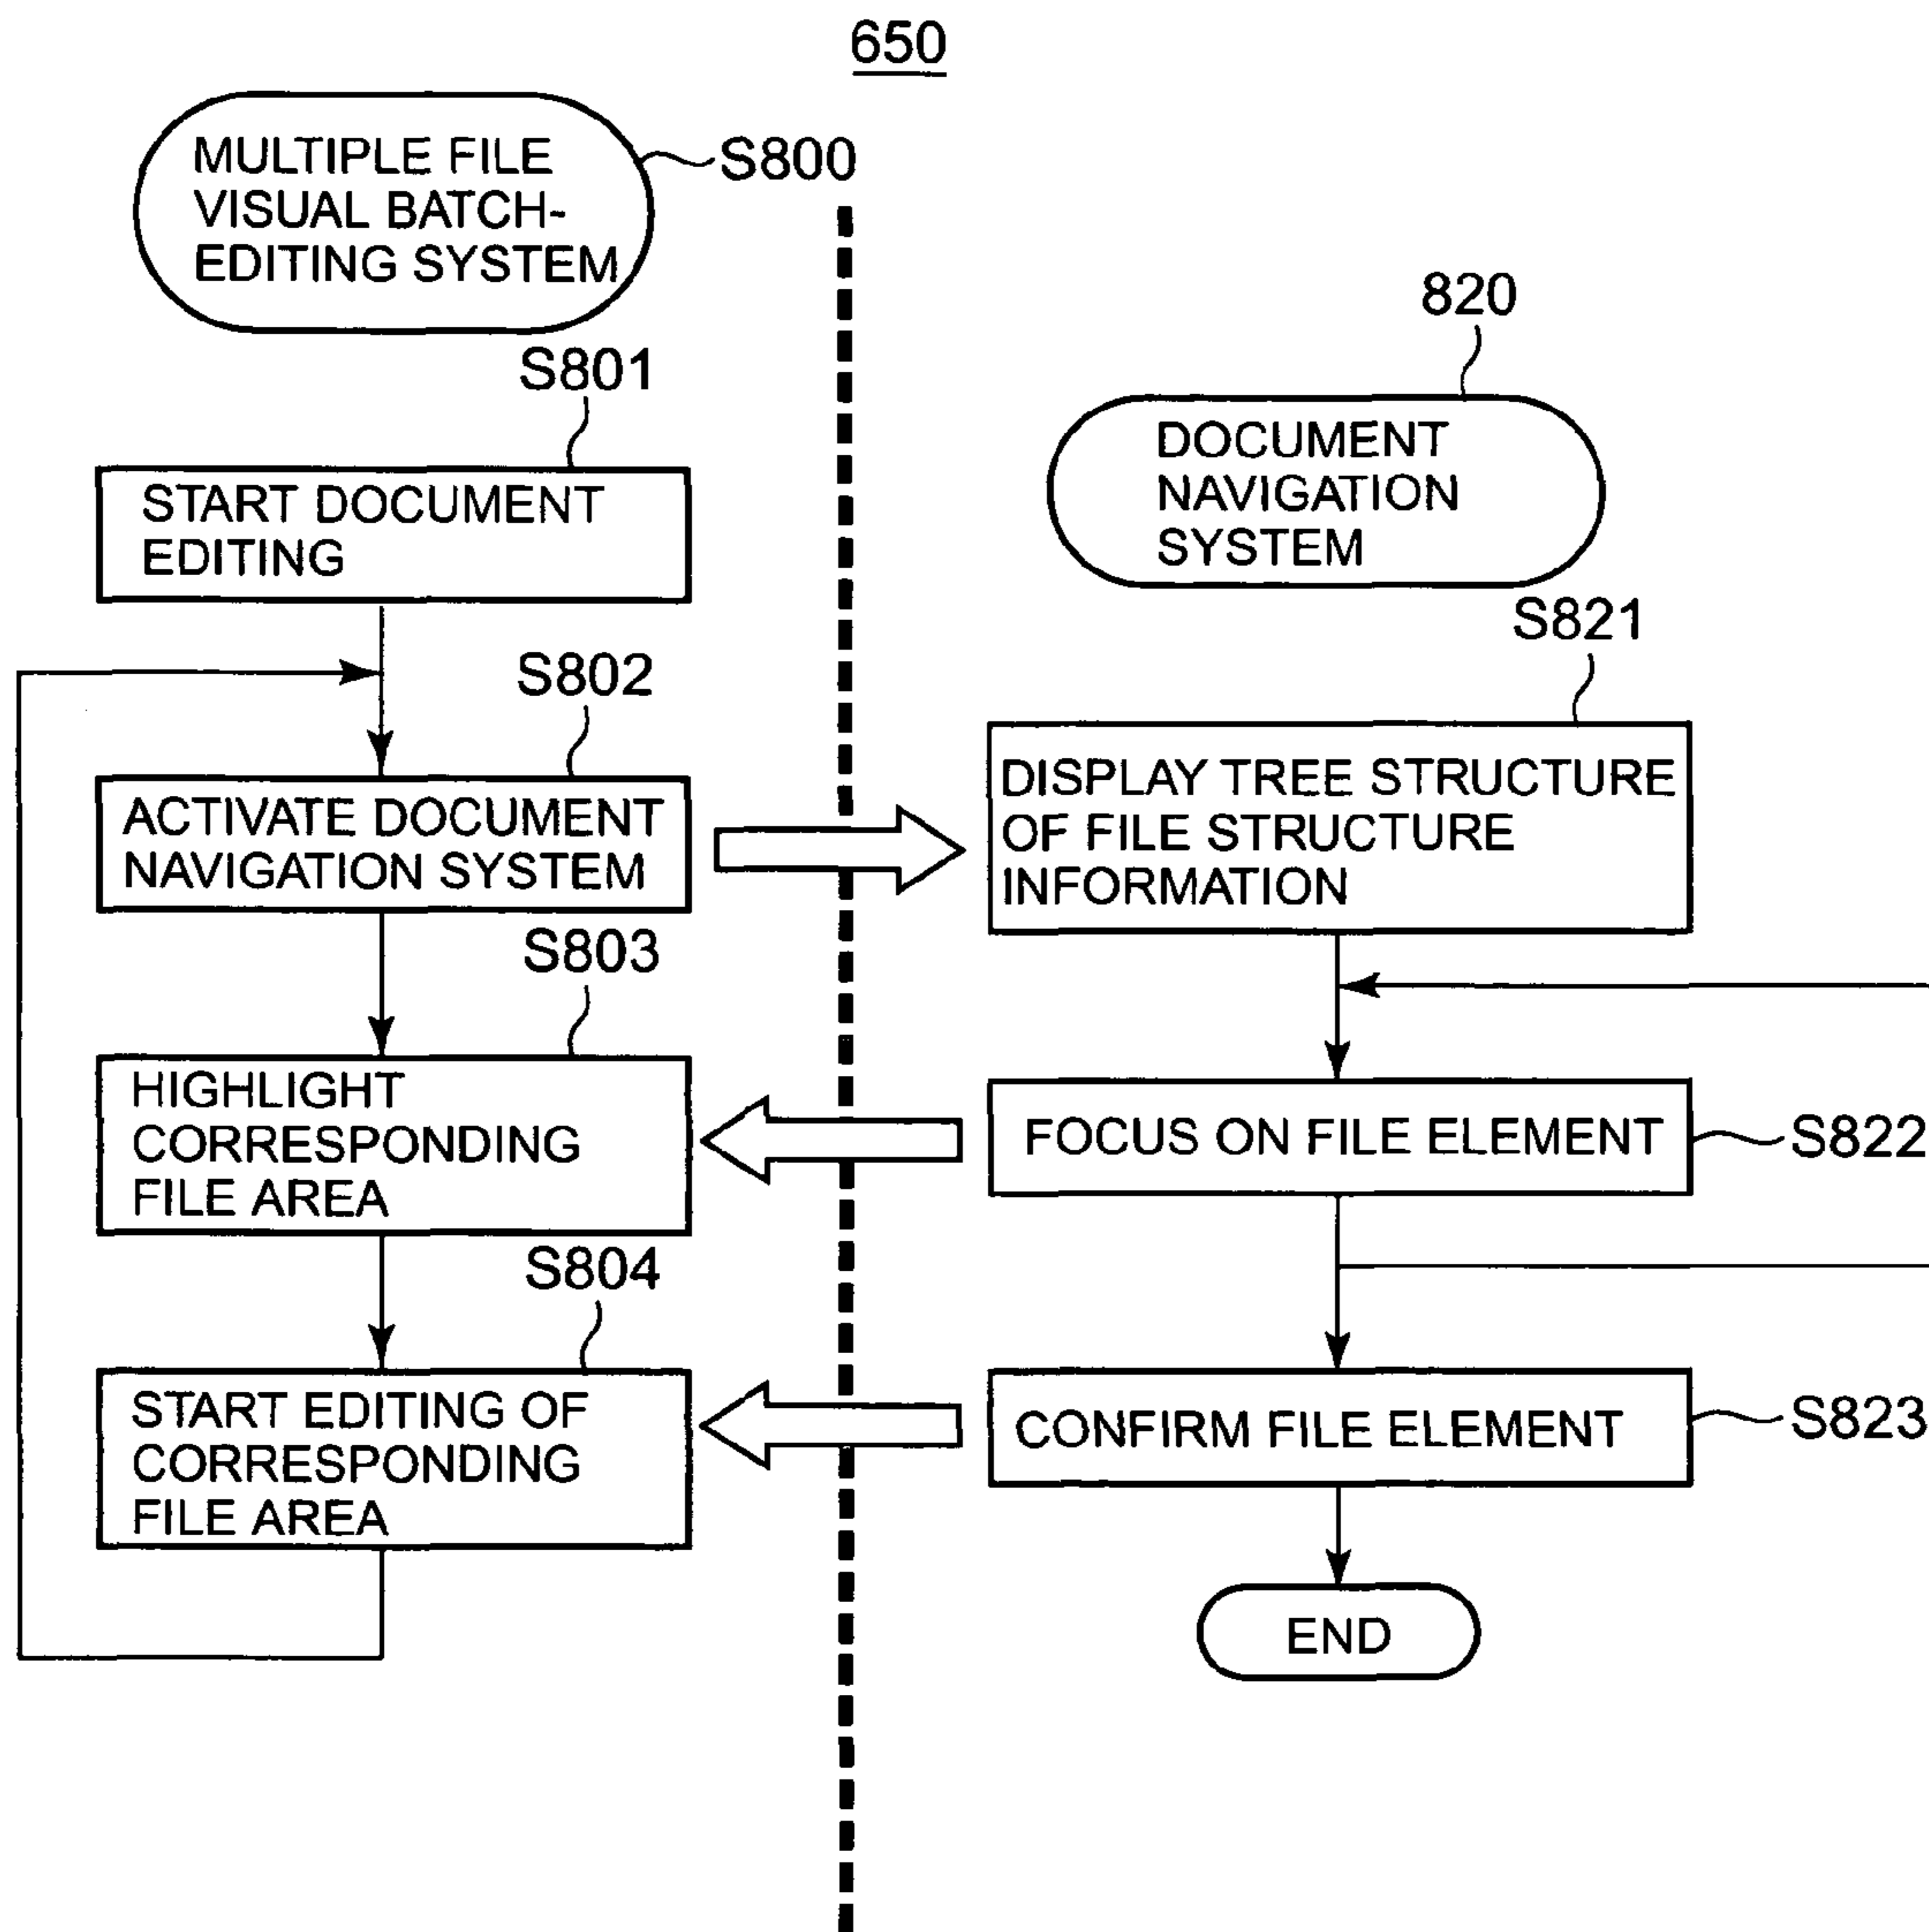 650
MULTIPLE FILE
VISUAL BATCH-
EDITING SYSTEM
S800
S801
START DOCUMENT
EDITING
S802
ACTIVATE DOCUMENT
NAVIGATION SYSTEM
S803
HIGHLIGHT
CORRESPONDING
FILE AREA
S804
START EDITING OF
CORRESPONDING
FILE AREA
820
DOCUMENT
NAVIGATION
SYSTEM
S821
DISPLAY TREE STRUCTURE
OF FILE STRUCTURE
INFORMATION
FOCUS ON FILE ELEMENT
S822
CONFIRM FILE ELEMENT
S823
END